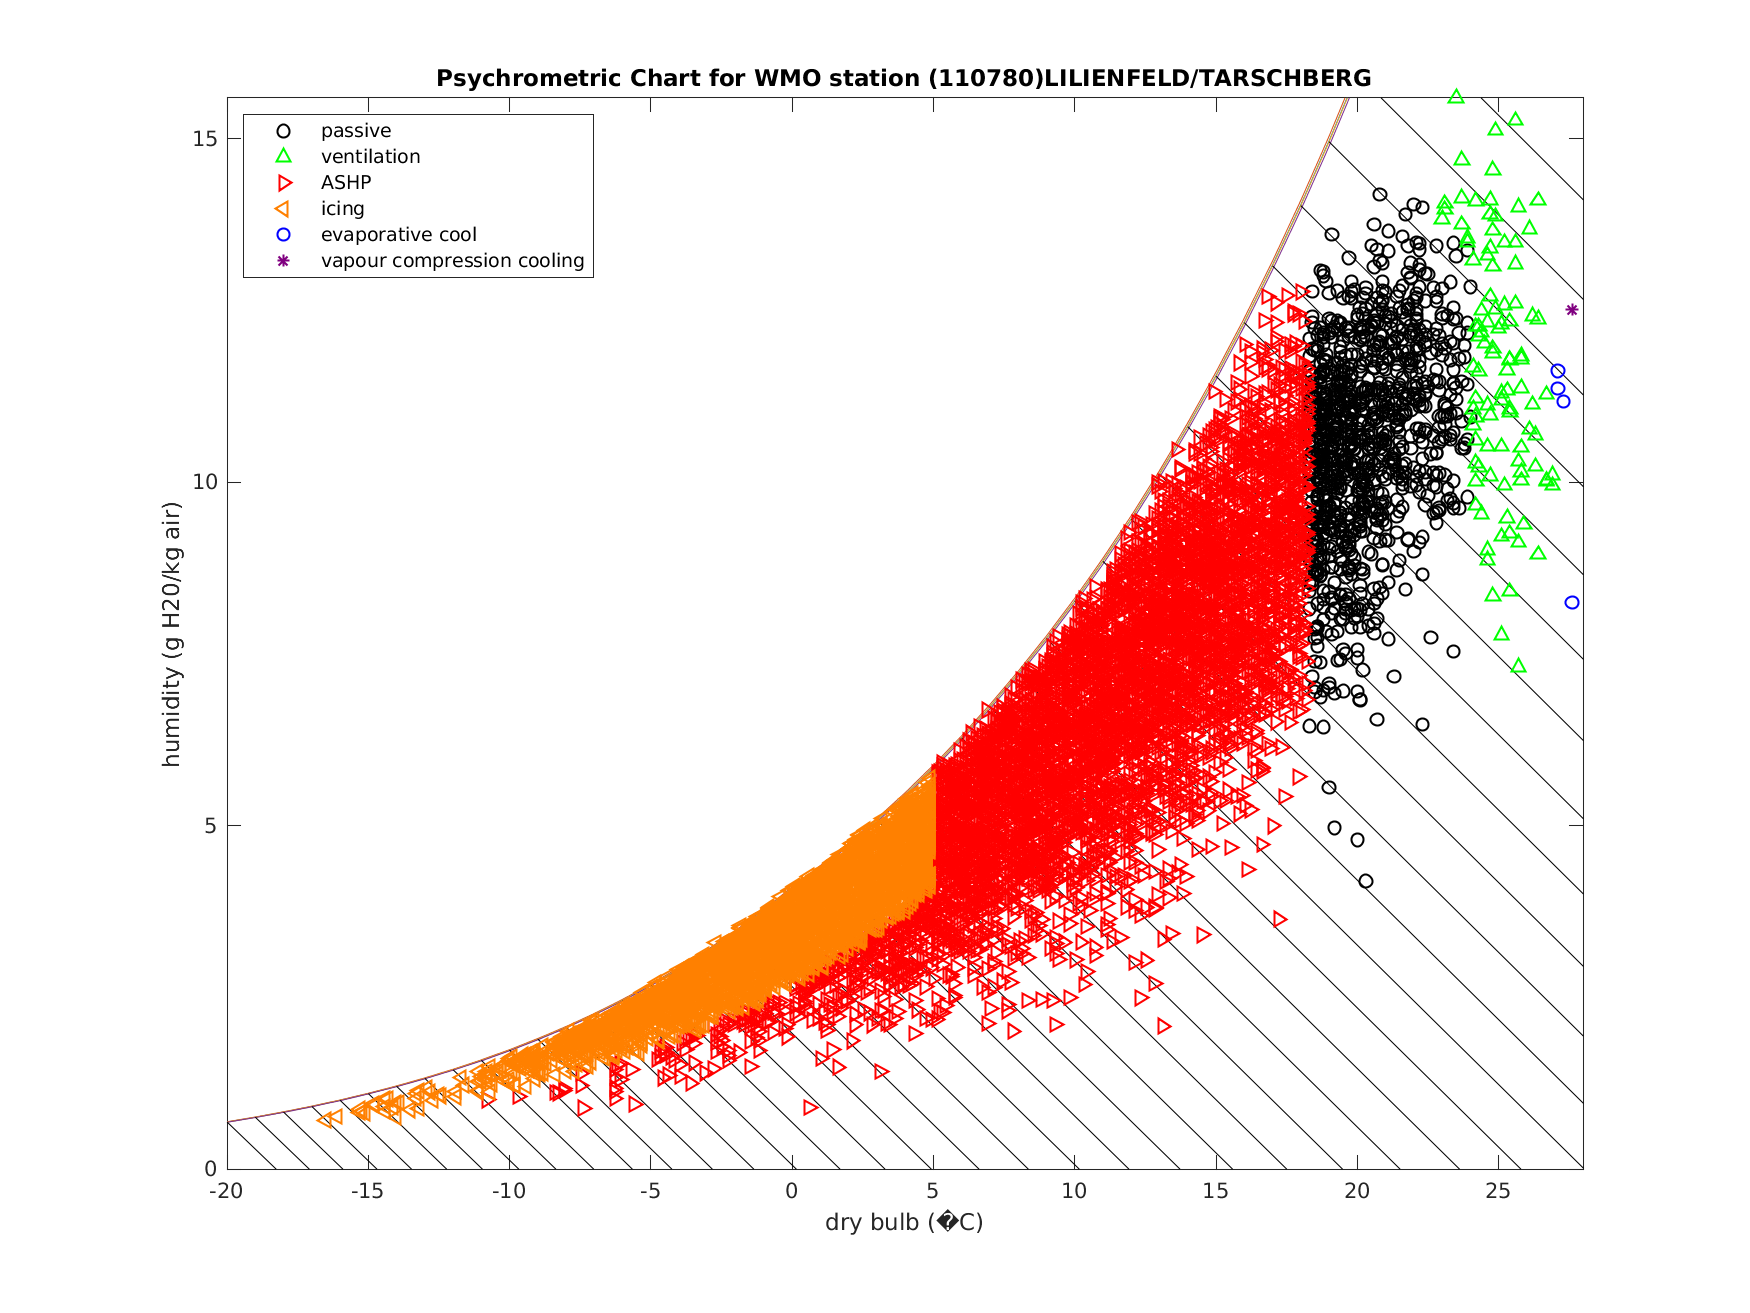 Psychrometric Chart for WMO station (110780)LILIENFELD/TARSCHBERG
passive
ventilation
ASHP
icing
evaporative cool
vapour compression cooling
15
10
5
0
humidity (g H20/kg air)
-20 -15 -10 -5 0 5 10 15 20 25
dry bulb (�C)